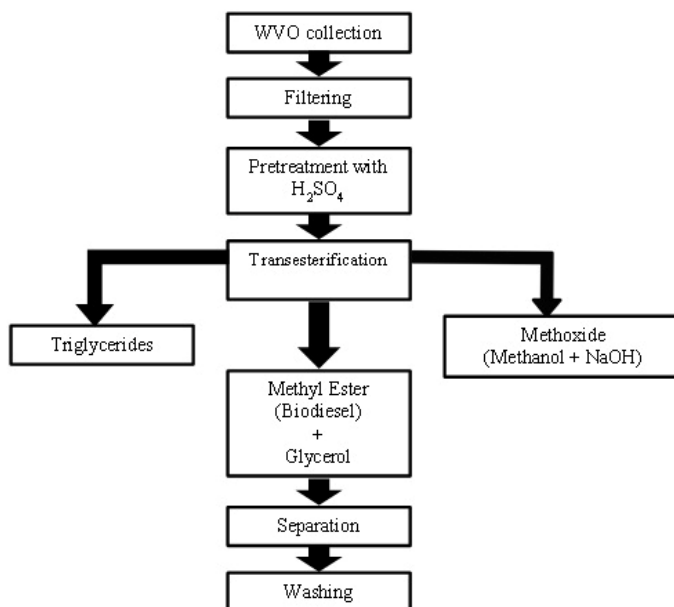 WVO collection
Filtering
Pretreatment with
H₂SO₄
Transesterification
Triglycerides
Methoxide
(Methanol + NaOH)
Methyl Ester
(Biodiesel)
+
Glycerol
Separation
Washing